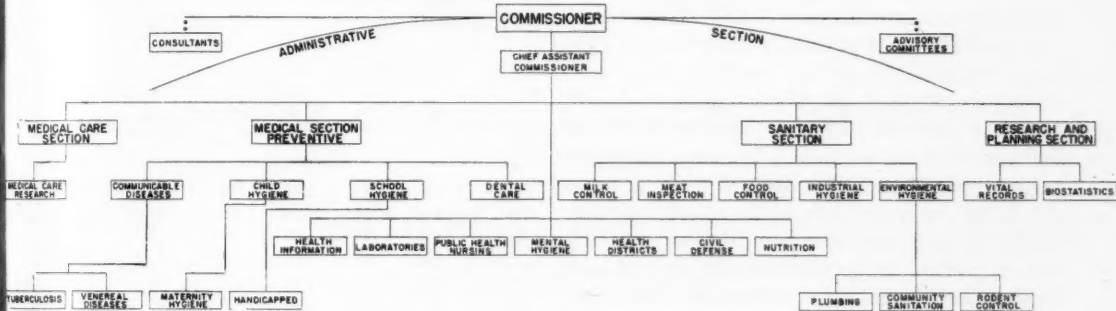 COMMISSIONER
CONSULTANTS
ADMINISTRATIVE
SECTION
ADVISORY
COMMITTEES
CHIEF ASSISTANT
COMMISSIONER
MEDICAL CARE
SECTION
MEDICAL SECTION
PREVENTIVE
SANITARY
SECTION
RESEARCH AND
PLANNING SECTION
MEDICAL CARE
RESEARCH
COMMUNICABLE
DISEASES
CHILD
HYGIENE
SCHOOL
HYGIENE
DENTAL
CARE
MILK
CONTROL
MEAT
INSPECTION
FOOD
CONTROL
INDUSTRIAL
HYGIENE
ENVIRONMENTAL
HYGIENE
VITAL
RECORDS
BIOSTATISTICS
HEALTH
INFORMATION
LABORATORIES
PUBLIC HEALTH
NURSING
MENTAL
HYGIENE
HEALTH
DISTRICTS
CIVIL
DEFENSE
NUTRITION
TUBERCULOSIS
VENEREAL
DISEASES
MATERNITY
HYGIENE
HANDICAPPED
PLUMBING
COMMUNITY
SANITATION
RODENT
CONTROL